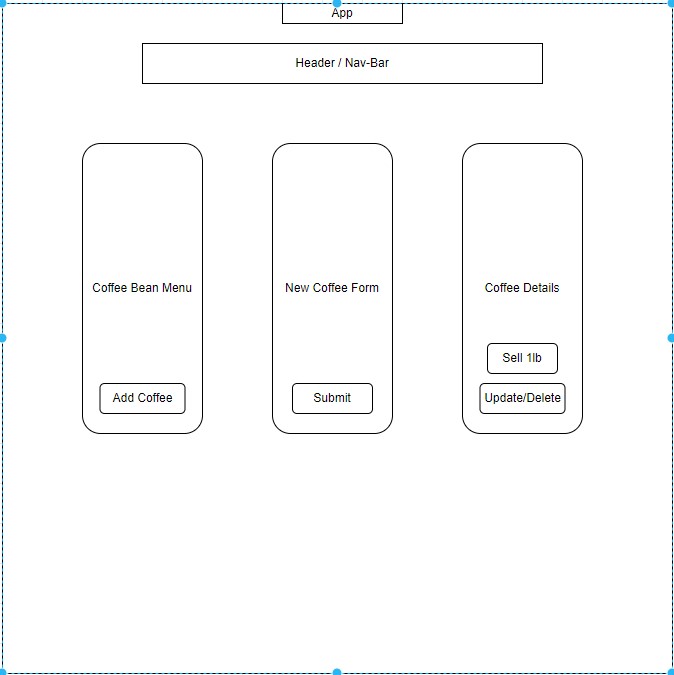 App
Header / Nav-Bar
Coffee Bean Menu
New Coffee Form
Coffee Details
Sell 1lb
Add Coffee
Submit
Update/Delete